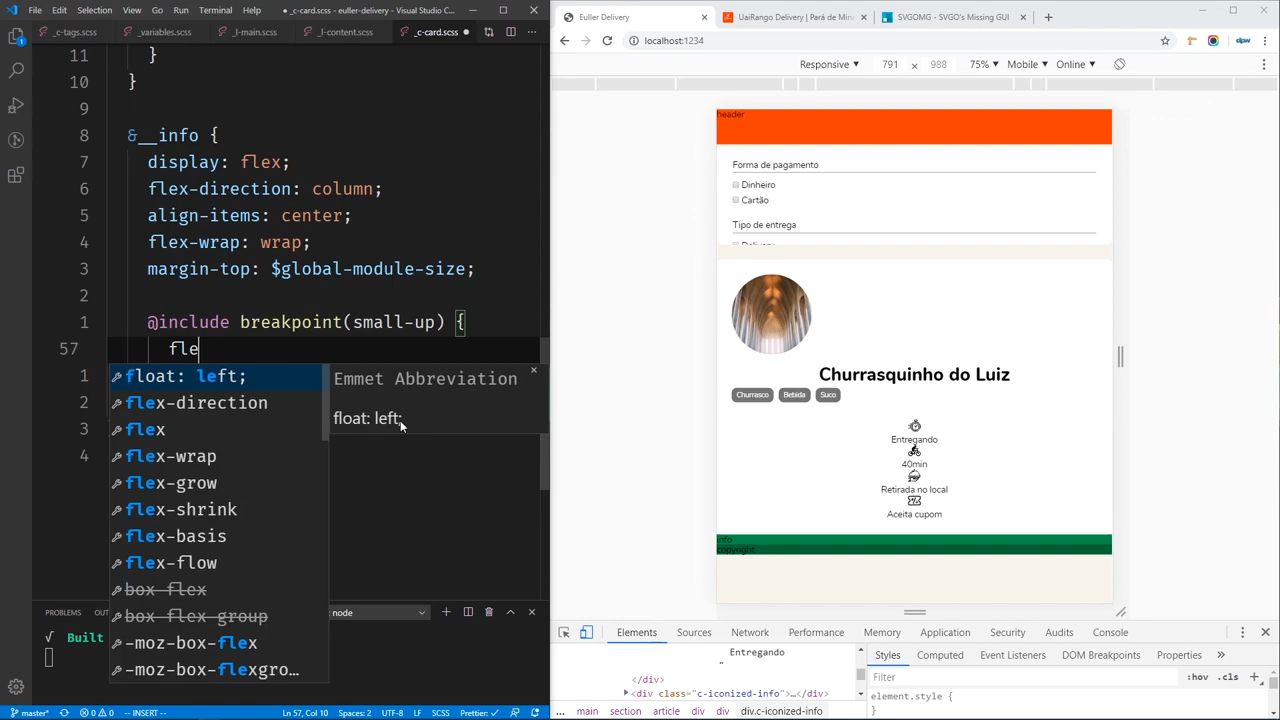 File Edit Selection View Go Run Terminal Help _c-card.scss - euller-delivery - Visual Studio C...
_c-tags.scss _variables.scss _l-main.scss _l-content.scss _c-card.scss
11 }
10 }
9
8 &__info {
7 display: flex;
6 flex-direction: column;
5 align-items: center;
4 flex-wrap: wrap;
3 margin-top: $global-module-size;
2
1 @include breakpoint(small-up) {
57 fle
1 float: left;
2 flex-direction
3 flex
4 flex-wrap
flex-grow
flex-shrink
flex-basis
flex-flow
box-flex
box-flex-group
-moz-box-flex
-moz-box-flexgro...
Emmet Abbreviation
float: left;
PROBLEMS OUT node
√ Built
master* 0 0 -- INSERT -- Ln 57, Col 10 Spaces: 2 UTF-8 LF SCSS Prettier: ✓
Euller Delivery UaiRango Delivery | Pará de Min SVGOMG - SVGO's Missing GUI
localhost:1234
Responsive 791 x 988 75% Mobile Online
header
Forma de pagamento
Dinheiro
Cartão
Tipo de entrega
Delivery
Churrasquinho do Luiz
Churrasco Bebida Suco
Entregando
40min
Retirada no local
Aceita cupom
info
copyright
Elements Sources Network Performance Memory Application Security Audits Console
Entregando
"
</div>
<div class="c-iconized-info">…</div>
... main section article div div div.c-iconized-info
Styles Computed Event Listeners DOM Breakpoints Properties
Filter :hov .cls
element.style {
}